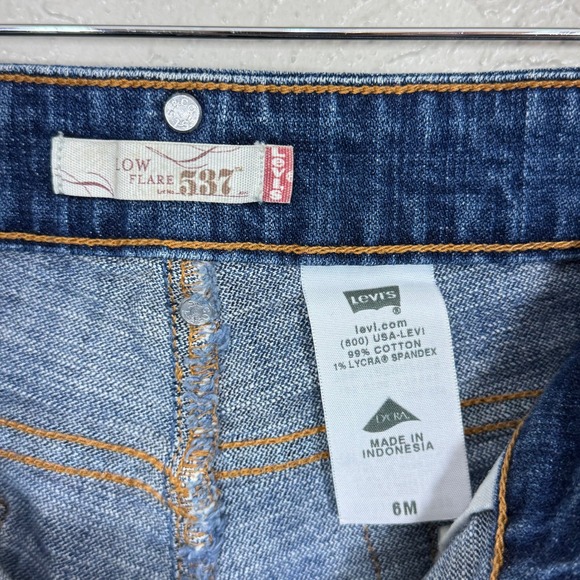 LOW
FLARE 537™
Levi's
LEVI'S
®
levi.com
(800) USA-LEVI
99% COTTON
1% LYCRA® SPANDEX
LYCRA
MADE IN
INDONESIA
6M